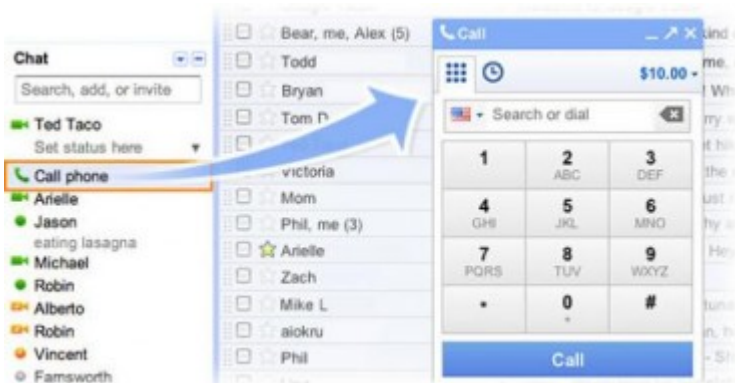 Chat
Search, add, or invite
Ted Taco
Set status here
Call phone
Arielle
Jason
eating lasagna
Michael
Robin
Alberto
Robin
Vincent
Farnsworth
Bear, me, Alex (5)
Todd
Bryan
Tom
Victoria
Mom
Phil, me (3)
Arielle
Zach
Mike L
aiokru
Phil
Call
$10.00
Search or dial
1
2
ABC
3
DEF
4
GHI
5
JKL
6
MNO
7
PQRS
8
TUV
9
WXYZ
*
0
+
#
Call